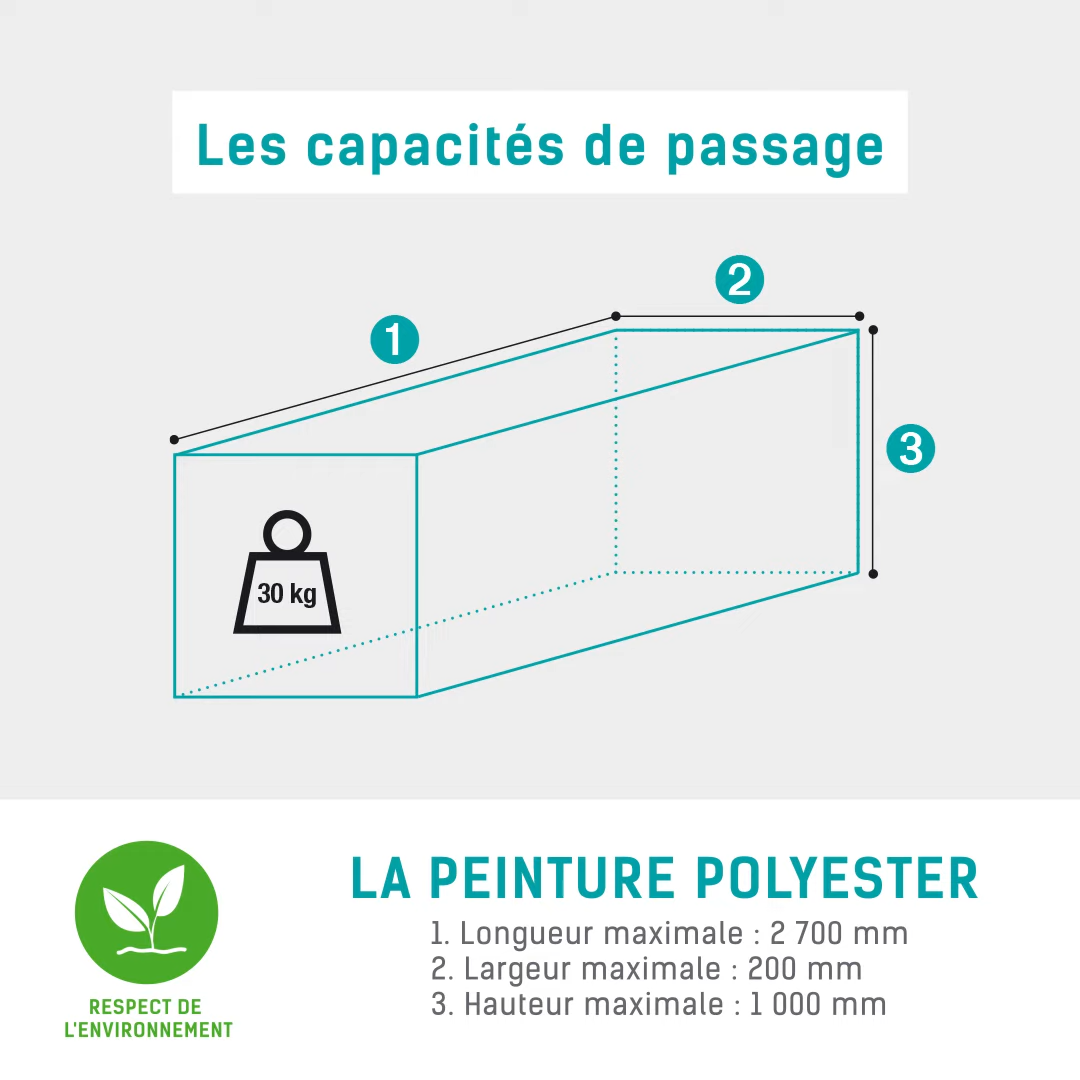 Les capacités de passage
2
1
3
30 kg
LA PEINTURE POLYESTER
1. Longueur maximale : 2 700 mm
2. Largeur maximale : 200 mm
3. Hauteur maximale : 1 000 mm
RESPECT DE
L'ENVIRONNEMENT